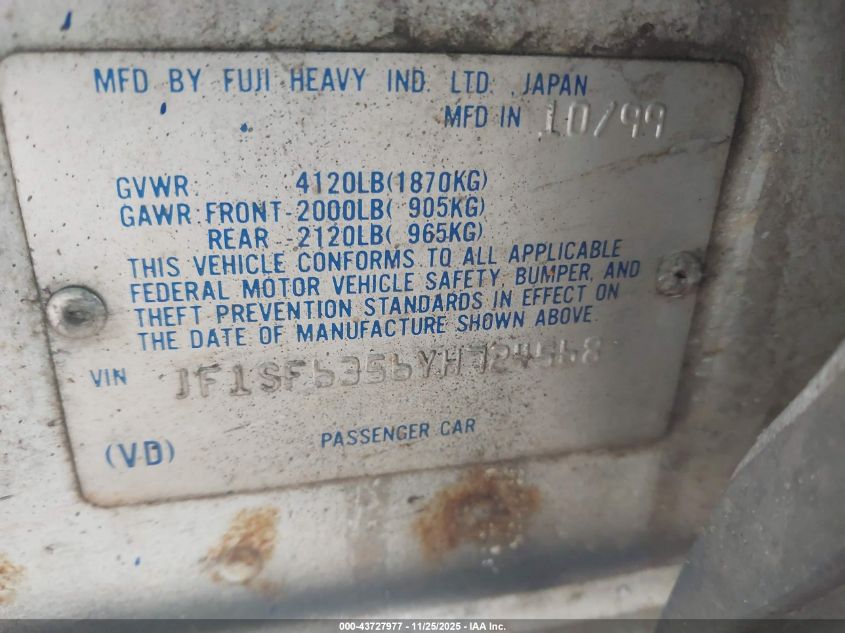 MFD BY FUJI HEAVY IND. LTD. JAPAN
MFD IN 10/99
GVWR 4120LB(1870KG)
GAWR:FRONT-2000LB( 905KG)
REAR -2120LB( 965KG)
THIS VEHICLE CONFORMS TO ALL APPLICABLE
FEDERAL MOTOR VEHICLE SAFETY, BUMPER, AND
THEFT PREVENTION STANDARDS IN EFFECT ON
THE DATE OF MANUFACTURE SHOWN ABOVE.
VIN
PASSENGER CAR
(VD)
000-43727977 - 11/25/2025 - IAA Inc.